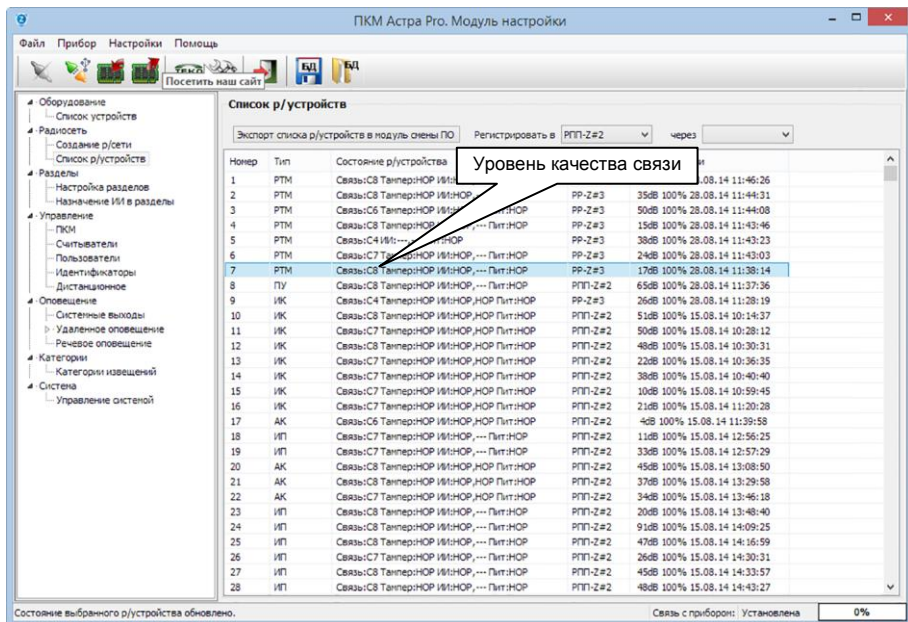 ПКМ Астра Pro. Модуль настройки
Файл Прибор Настройки Помощь
БД БД
Посетить наш сайт
Оборудование
Список устройств
Радиосеть
Создание р/сети
Список р/устройств
Разделы
Настройка разделов
Назначение ИИ в разделы
Управление
ПКМ
Считыватели
Пользователи
Идентификаторы
Дистанционное
Оповещение
Системные выходы
Удаленное оповещение
Речевое оповещение
Категории
Категории извещений
Система
Управление системой
Список р/устройств
Экспорт списка р/устройств в модуль смены ПО Регистрировать в РПП-Z#2 через
Номер Тип Состояние р/устройства
Уровень качества связи
1 РТМ Связь:С8 Тампер:НОР 28.08.14 11:46:26
2 РТМ Связь:С8 Тампер:НОР ИИ:НОР, РР-Z#3 35dB 100% 28.08.14 11:44:31
3 РТМ Связь:С6 Тампер:НОР Пит:НОР РР-Z#3 50dB 100% 28.08.14 11:44:08
4 РТМ Связь:С8 Тампер:НОР --- Пит:НОР РР-Z#3 15dB 100% 28.08.14 11:43:46
5 РТМ Связь:С4 ИИ:---, РР-Z#3 38dB 100% 28.08.14 11:43:23
6 РТМ Связь:С7 Тампер:НОР ИИ:НОР,--- Пит:НОР РР-Z#3 24dB 100% 28.08.14 11:43:03
7 РТМ Связь:С8 Тампер:НОР ИИ:НОР,--- Пит:НОР РР-Z#3 17dB 100% 28.08.14 11:38:14
8 ПУ Связь:С8 Тампер:НОР ИИ:НОР,--- Пит:НОР РПП-Z#2 65dB 100% 28.08.14 11:37:36
9 ИК Связь:С4 Тампер:НОР ИИ:НОР,НОР Пит:НОР РР-Z#3 26dB 100% 28.08.14 11:28:19
10 ИК Связь:С8 Тампер:НОР ИИ:НОР,НОР Пит:НОР РПП-Z#2 51dB 100% 15.08.14 10:14:37
11 ИК Связь:С7 Тампер:НОР ИИ:НОР,НОР Пит:НОР РПП-Z#2 50dB 100% 15.08.14 10:28:12
12 ИК Связь:С8 Тампер:НОР ИИ:НОР,НОР Пит:НОР РПП-Z#2 48dB 100% 15.08.14 10:30:31
13 ИК Связь:С7 Тампер:НОР ИИ:НОР,НОР Пит:НОР РПП-Z#2 22dB 100% 15.08.14 10:36:35
14 ИК Связь:С7 Тампер:НОР ИИ:НОР,НОР Пит:НОР РПП-Z#2 38dB 100% 15.08.14 10:40:40
15 ИК Связь:С7 Тампер:НОР ИИ:НОР,НОР Пит:НОР РПП-Z#2 10dB 100% 15.08.14 10:59:45
16 ИК Связь:С7 Тампер:НОР ИИ:НОР,НОР Пит:НОР РПП-Z#2 21dB 100% 15.08.14 11:20:28
17 АК Связь:С6 Тампер:НОР ИИ:НОР,НОР Пит:НОР РПП-Z#2 4dB 100% 15.08.14 11:39:58
18 ИП Связь:С7 Тампер:НОР ИИ:НОР,--- Пит:НОР РПП-Z#2 11dB 100% 15.08.14 12:56:25
19 ИП Связь:С7 Тампер:НОР ИИ:НОР,--- Пит:НОР РПП-Z#2 33dB 100% 15.08.14 12:57:29
20 АК Связь:С8 Тампер:НОР ИИ:НОР,НОР Пит:НОР РПП-Z#2 45dB 100% 15.08.14 13:08:50
21 АК Связь:С8 Тампер:НОР ИИ:НОР,НОР Пит:НОР РПП-Z#2 37dB 100% 15.08.14 13:29:58
22 АК Связь:С7 Тампер:НОР ИИ:НОР,НОР Пит:НОР РПП-Z#2 34dB 100% 15.08.14 13:46:18
23 ИП Связь:С8 Тампер:НОР ИИ:НОР,--- Пит:НОР РПП-Z#2 20dB 100% 15.08.14 13:48:40
24 ИП Связь:С8 Тампер:НОР ИИ:НОР,--- Пит:НОР РПП-Z#2 91dB 100% 15.08.14 14:09:25
25 ИП Связь:С8 Тампер:НОР ИИ:НОР,--- Пит:НОР РПП-Z#2 47dB 100% 15.08.14 14:16:59
26 ИП Связь:С7 Тампер:НОР ИИ:НОР,--- Пит:НОР РПП-Z#2 26dB 100% 15.08.14 14:30:31
27 ИП Связь:С8 Тампер:НОР ИИ:НОР,--- Пит:НОР РПП-Z#2 45dB 100% 15.08.14 14:33:57
28 ИП Связь:С8 Тампер:НОР ИИ:НОР,--- Пит:НОР РПП-Z#2 48dB 100% 15.08.14 14:43:27
Состояние выбранного р/устройства обновлено. Связь с прибором: Установлена 0%